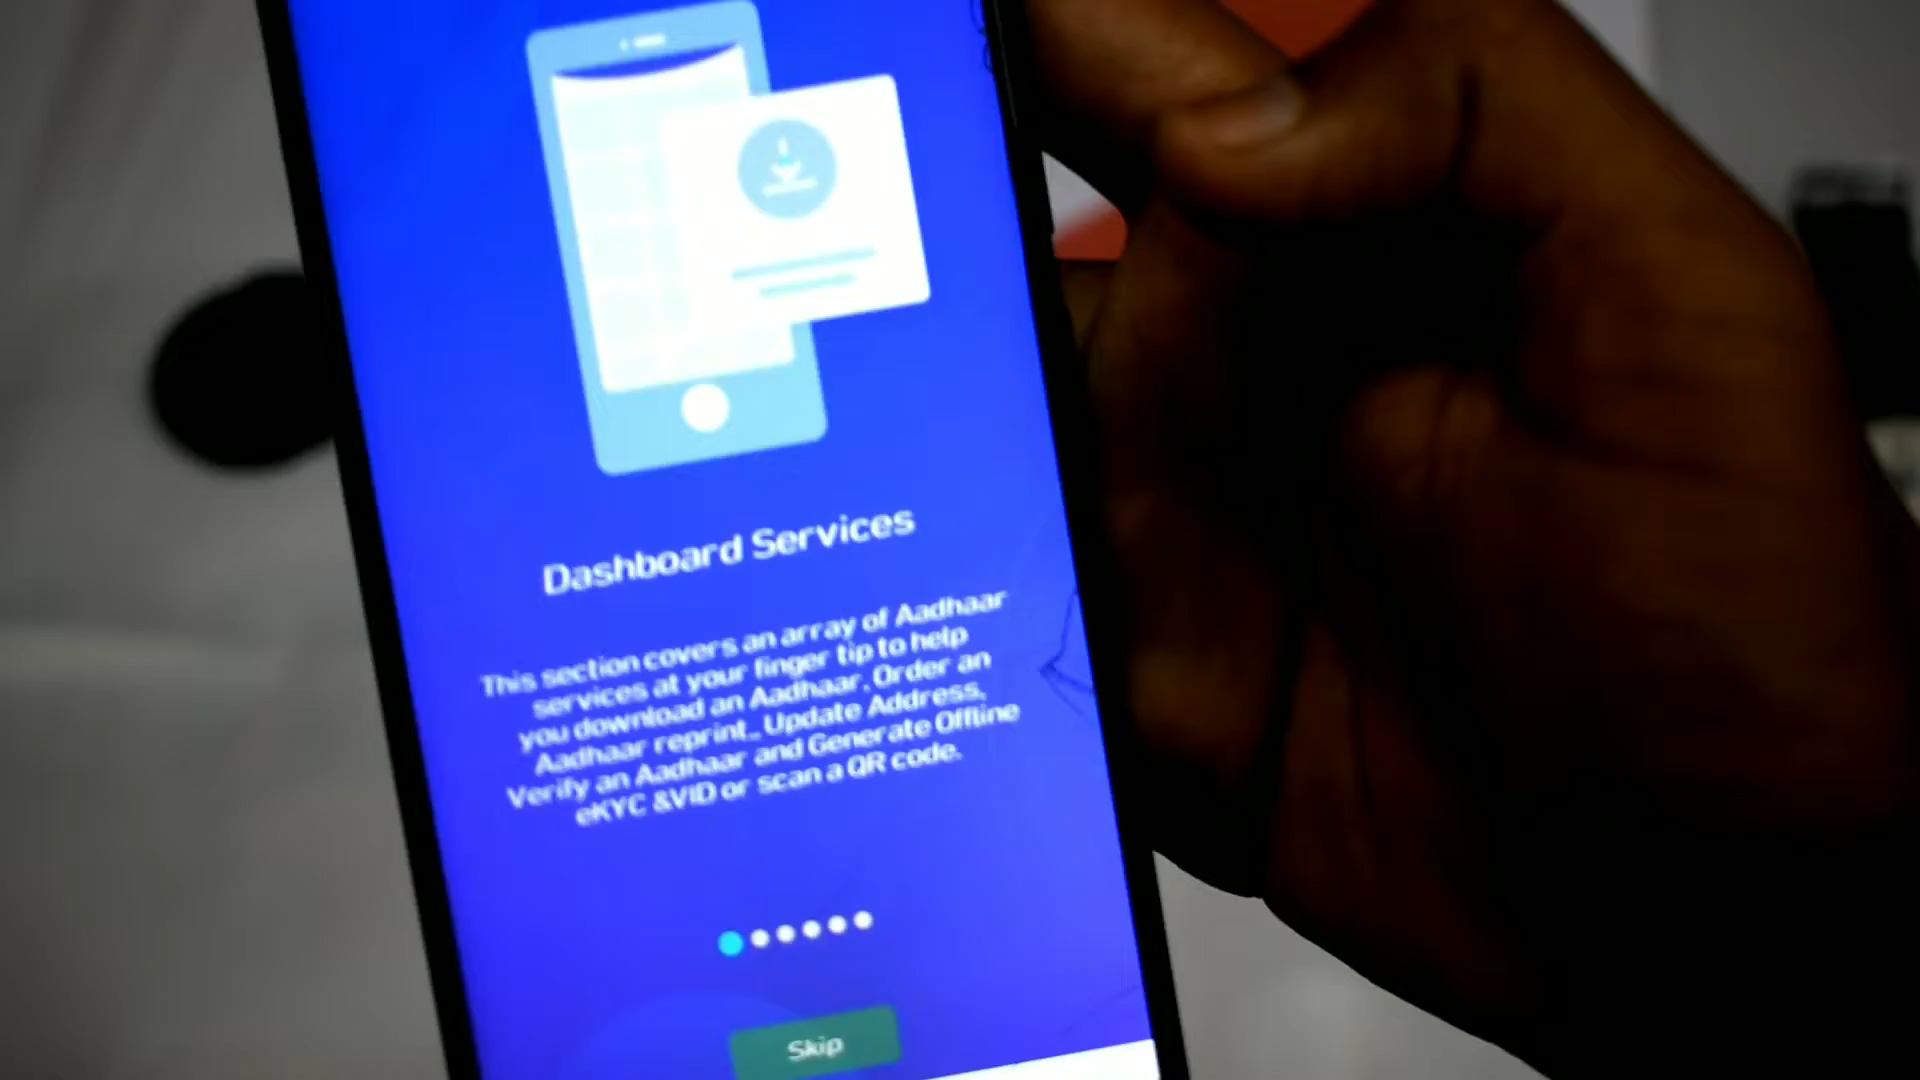 Dashboard Services
This section covers an array of Aadhaar
services at your finger tip to help
you download an Aadhaar, Order an
Aadhaar reprint,, Update Address,
Verify an Aadhaar and Generate Offline
eKYC &VID or scan a QR code.
Skip